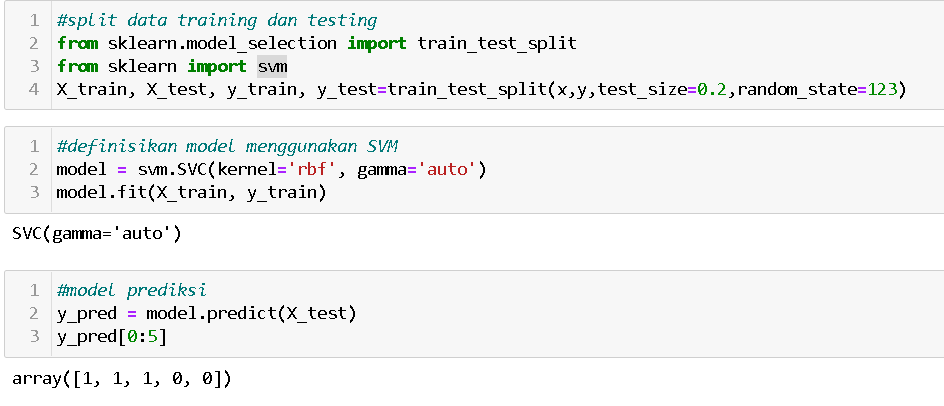 1 #split data training dan testing
2 from sklearn.model_selection import train_test_split
3 from sklearn import svm
4 X_train, X_test, y_train, y_test=train_test_split(x,y,test_size=0.2,random_state=123)
1 #definisikan model menggunakan SVM
2 model = svm.SVC(kernel='rbf', gamma='auto')
3 model.fit(X_train, y_train)
SVC(gamma='auto')
1 #model prediksi
2 y_pred = model.predict(X_test)
3 y_pred[0:5]
array([1, 1, 1, 0, 0])